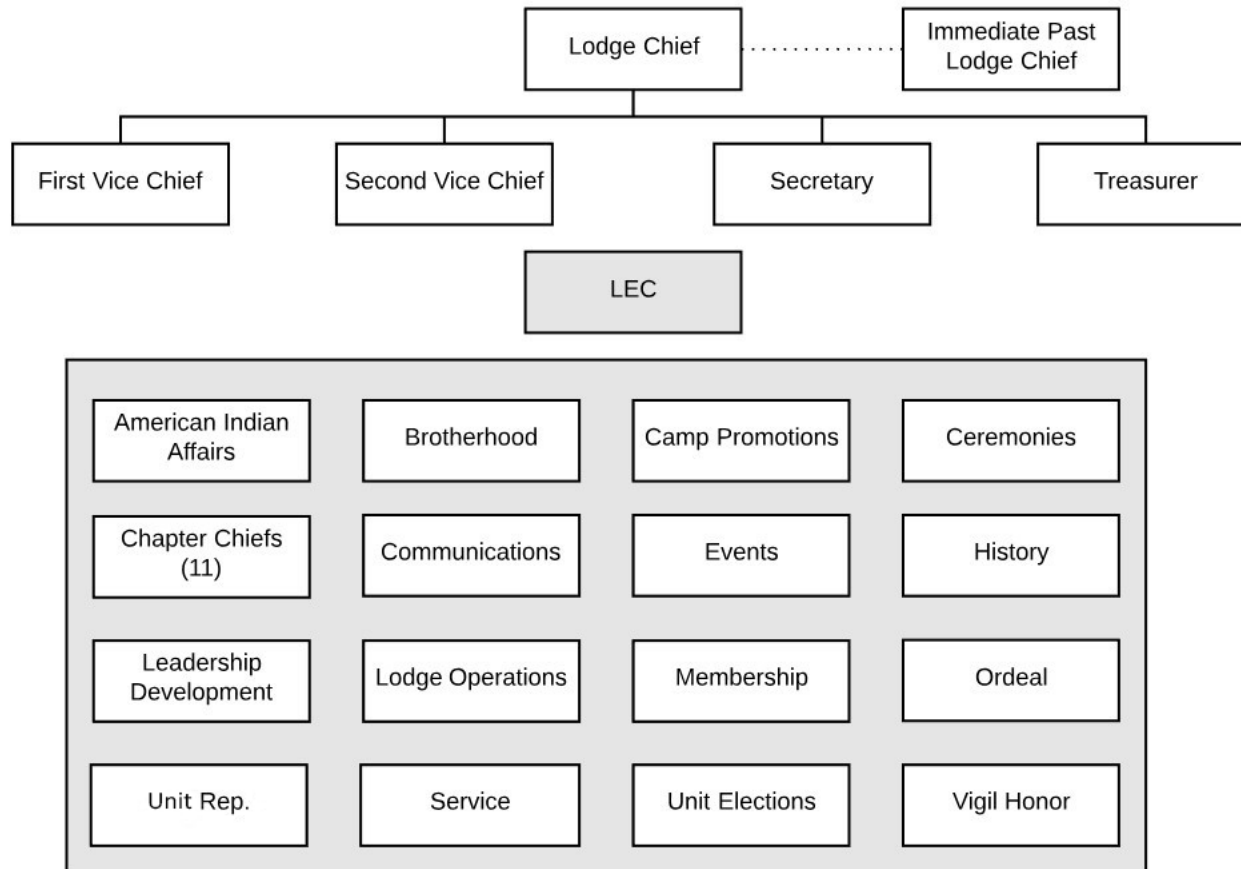 Lodge Chief
Immediate Past
Lodge Chief
First Vice Chief
Second Vice Chief
Secretary
Treasurer
LEC
American Indian
Affairs
Brotherhood
Camp Promotions
Ceremonies
Chapter Chiefs
(11)
Communications
Events
History
Leadership
Development
Lodge Operations
Membership
Ordeal
Unit Rep.
Service
Unit Elections
Vigil Honor